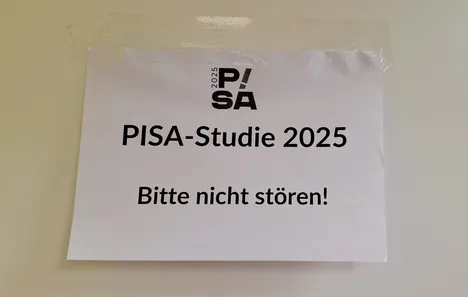 2025
P!
SA
PISA-Studie 2025
Bitte nicht stören!